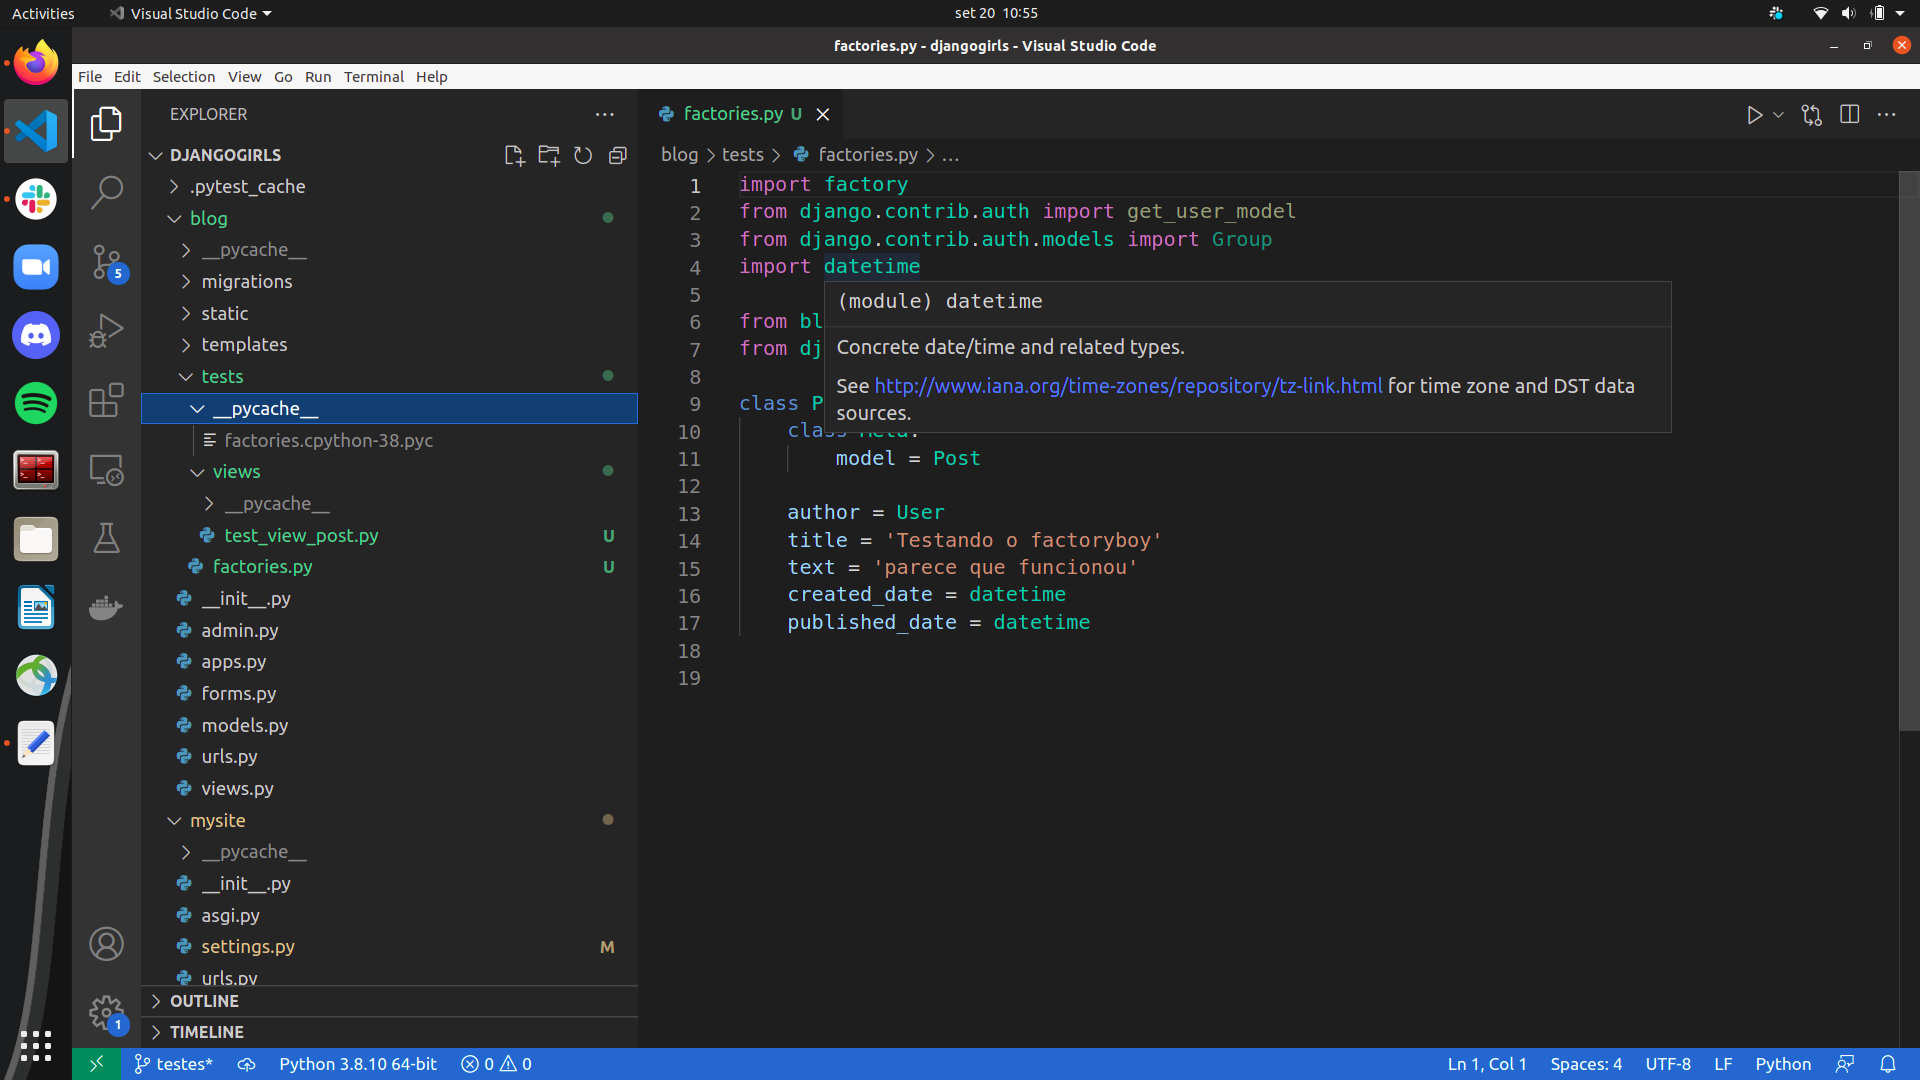 Activities
Visual Studio Code
set 20 10:55
factories.py - djangogirls - Visual Studio Code
File Edit Selection View Go Run Terminal Help
EXPLORER
DJANGOGIRLS
.pytest_cache
blog
__pycache__
migrations
static
templates
tests
__pycache__
factories.cpython-38.pyc
views
__pycache__
test_view_post.py U
factories.py U
__init__.py
admin.py
apps.py
forms.py
models.py
urls.py
views.py
mysite
__pycache__
__init__.py
asgi.py
settings.py M
urls.py
OUTLINE
TIMELINE
5
1
factories.py U
blog > tests > factories.py > ...
1 import factory
2 from django.contrib.auth import get_user_model
3 from django.contrib.auth.models import Group
4 import datetime
5
6 from bl
7 from dj
8
9 class P
10 class Meta:
11 model = Post
12
13 author = User
14 title = 'Testando o factoryboy'
15 text = 'parece que funcionou'
16 created_date = datetime
17 published_date = datetime
18
19
(module) datetime
Concrete date/time and related types.
See http://www.iana.org/time-zones/repository/tz-link.html for time zone and DST data
sources.
testes* Python 3.8.10 64-bit 0 0
Ln 1, Col 1 Spaces: 4 UTF-8 LF Python